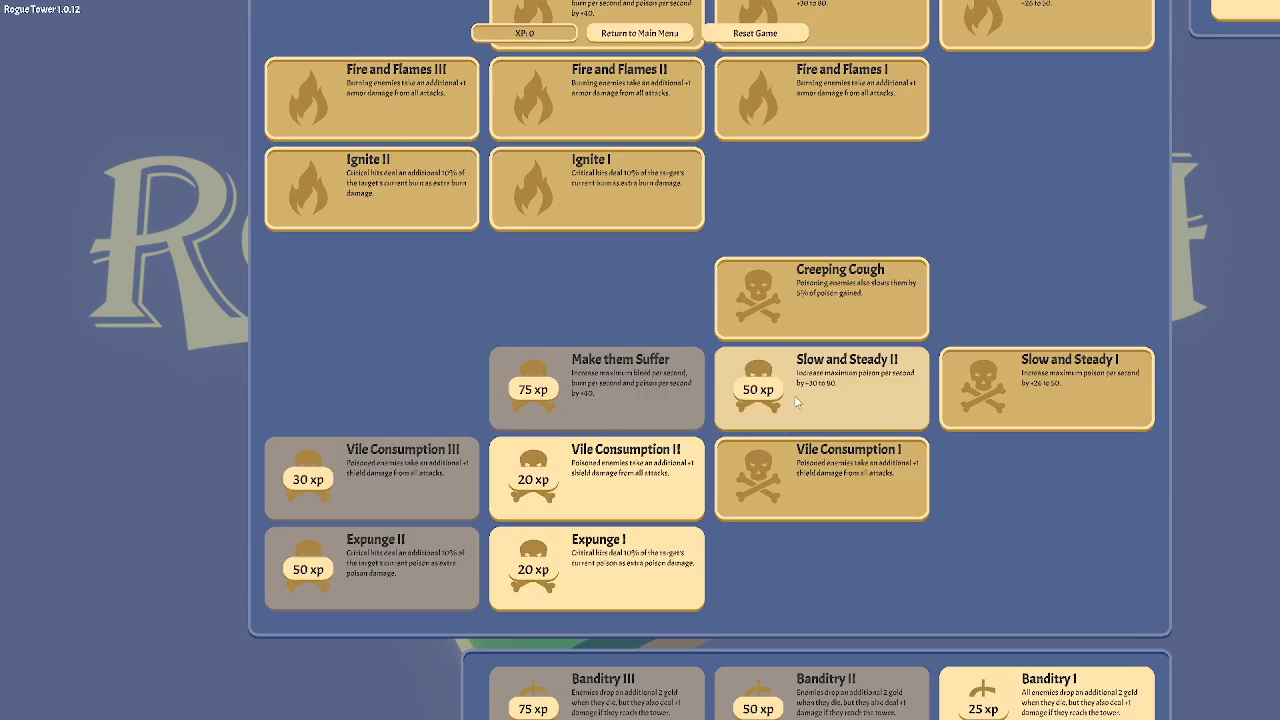 RogueTower1.0.12
burn per second and poison per second
by +40.
+30 to 80.
+26 to 50.
XP: 0
Return to Main Menu
Reset Game
Fire and Flames III
Burning enemies take an additional +1
armor damage from all attacks.
Fire and Flames II
Burning enemies take an additional +1
armor damage from all attacks.
Fire and Flames I
Burning enemies take an additional +1
armor damage from all attacks.
Ignite II
Critical hits deal an additional 10% of
the target's current burn as extra burn
damage.
Ignite I
Critical hits deal 10% of the target's
current burn as extra burn damage.
Creeping Cough
Poisoning enemies also slows them by
5% of poison gained.
Make them Suffer
Increase maximum bleed per second,
burn per second and poison per second
by +40.
75 xp
Slow and Steady II
Increase maximum poison per second
by +30 to 80.
50 xp
Slow and Steady I
Increase maximum poison per second
by +26 to 50.
Vile Consumption III
Poisoned enemies take an additional +1
shield damage from all attacks.
30 xp
Vile Consumption II
Poisoned enemies take an additional +1
shield damage from all attacks.
20 xp
Vile Consumption I
Poisoned enemies take an additional +1
shield damage from all attacks.
Expunge II
Critical hits deal an additional 10% of
the target's current poison as extra
poison damage.
50 xp
Expunge I
Critical hits deal 10% of the target's
current poison as extra poison damage.
20 xp
Banditry III
Enemies drop an additional 2 gold
when they die, but they also deal +1
damage if they reach the tower.
75 xp
Banditry II
Enemies drop an additional 2 gold
when they die, but they also deal +1
damage if they reach the tower.
50 xp
Banditry I
All enemies drop an additional 2 gold
when they die, but they also deal +1
damage if they reach the tower.
25 xp